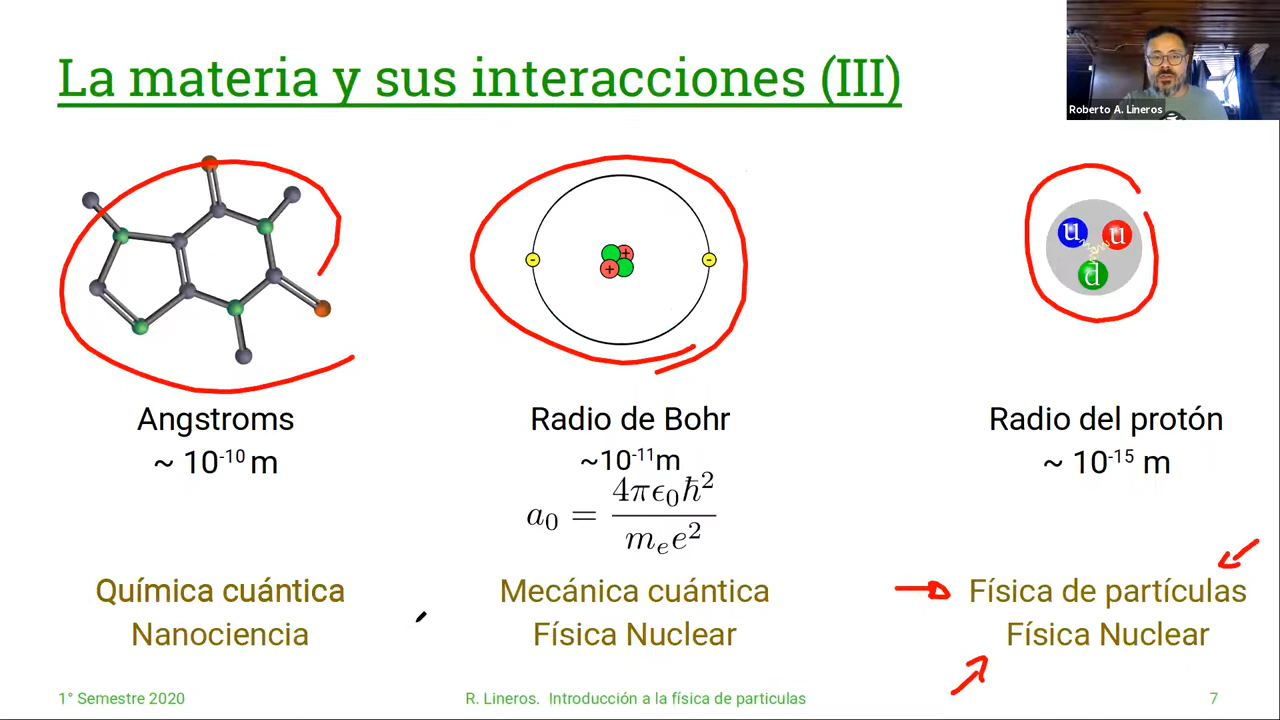 La materia y sus interacciones (III)
Roberto A. Lineros
- + + -
u u
d
Angstroms
~ 10⁻¹⁰ m
Radio de Bohr
~10⁻¹¹m
a₀ = 4πϵ₀ℏ² / mₑe²
Radio del protón
~ 10⁻¹⁵ m
Química cuántica
Nanociencia
Mecánica cuántica
Física Nuclear
Física de partículas
Física Nuclear
1° Semestre 2020
R. Lineros. Introducción a la física de particulas
7